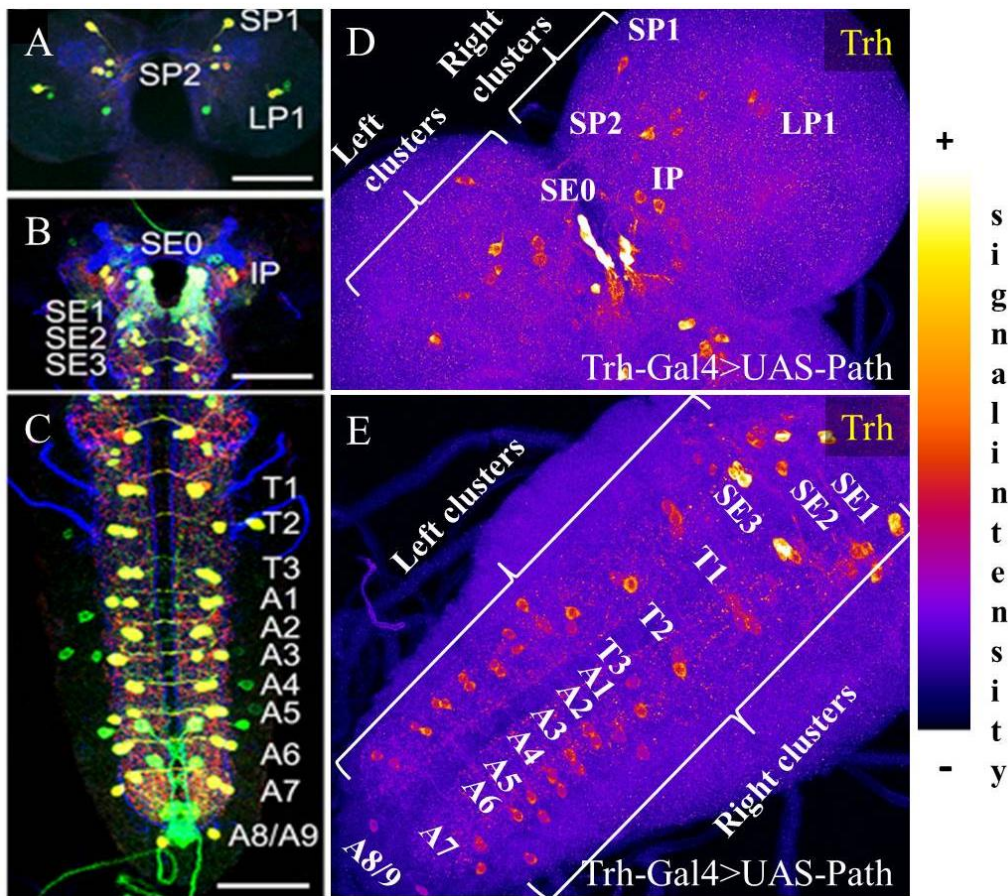 A
SP1
SP2
LP1
B
SE0
IP
SE1
SE2
SE3
C
T1
T2
T3
A1
A2
A3
A4
A5
A6
A7
A8/A9
D
Trh
SP1
Right
clusters
Left
clusters
SP2
LP1
SE0
IP
Trh-Gal4>UAS-Path
E
Trh
Left clusters
SE1
SE2
SE3
T1
T2
T3
A1
A2
A3
A4
A5
A6
A7
A8/9
Right clusters
Trh-Gal4>UAS-Path
+
signal intensity
-